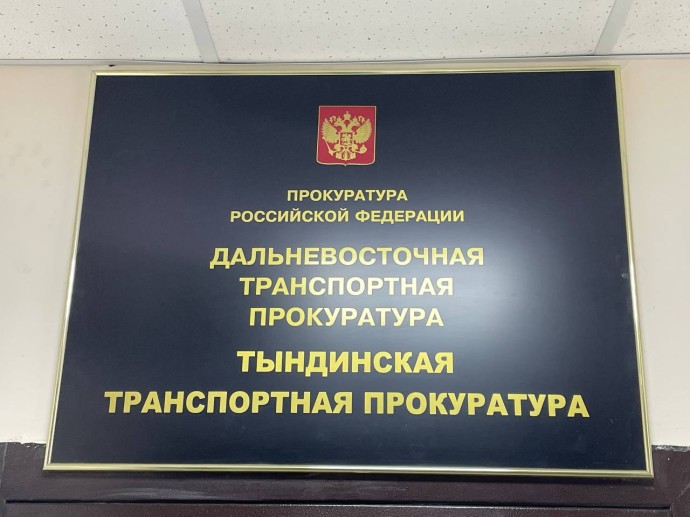 ПРОКУРАТУРА
РОССИЙСКОЙ ФЕДЕРАЦИИ
ДАЛЬНЕВОСТОЧНАЯ
ТРАНСПОРТНАЯ
ПРОКУРАТУРА
ТЫНДИНСКАЯ
ТРАНСПОРТНАЯ ПРОКУРАТУРА